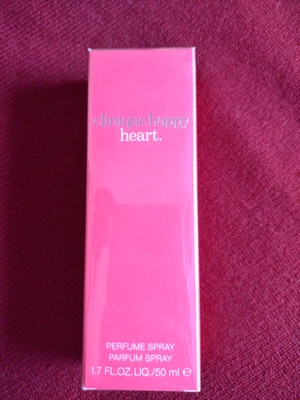 clinique happy
heart.
PERFUME SPRAY
PARFUM SPRAY
1.7 FL.OZ.LIQ./50 ml ℮